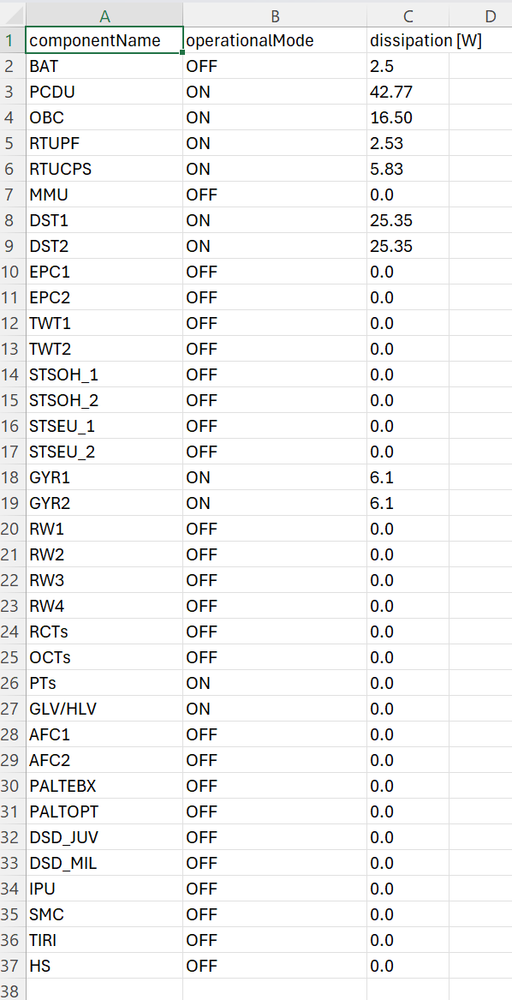 A B C D
1 componentName operationalMode dissipation [W]
2 BAT OFF 2.5
3 PCDU ON 42.77
4 OBC ON 16.50
5 RTUPF ON 2.53
6 RTUCPS ON 5.83
7 MMU OFF 0.0
8 DST1 ON 25.35
9 DST2 ON 25.35
10 EPC1 OFF 0.0
11 EPC2 OFF 0.0
12 TWT1 OFF 0.0
13 TWT2 OFF 0.0
14 STSOH_1 OFF 0.0
15 STSOH_2 OFF 0.0
16 STSEU_1 OFF 0.0
17 STSEU_2 OFF 0.0
18 GYR1 ON 6.1
19 GYR2 ON 6.1
20 RW1 OFF 0.0
21 RW2 OFF 0.0
22 RW3 OFF 0.0
23 RW4 OFF 0.0
24 RCTs OFF 0.0
25 OCTs OFF 0.0
26 PTs ON 0.0
27 GLV/HLV ON 0.0
28 AFC1 OFF 0.0
29 AFC2 OFF 0.0
30 PALTEBX OFF 0.0
31 PALTOPT OFF 0.0
32 DSD_JUV OFF 0.0
33 DSD_MIL OFF 0.0
34 IPU OFF 0.0
35 SMC OFF 0.0
36 TIRI OFF 0.0
37 HS OFF 0.0
38